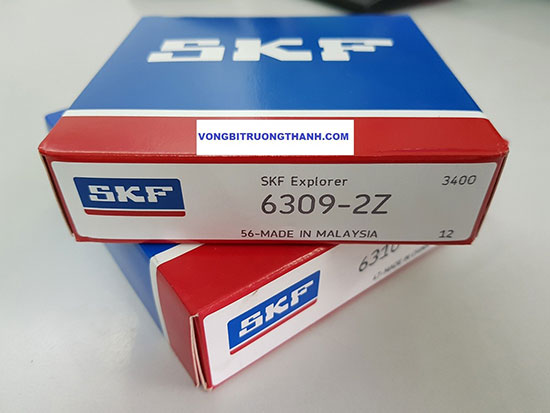 SKF
VONGBITRUONGTHANH.COM
SKF Explorer 3400
SKF
6309-2Z
56-MADE IN MALAYSIA 12
SKF